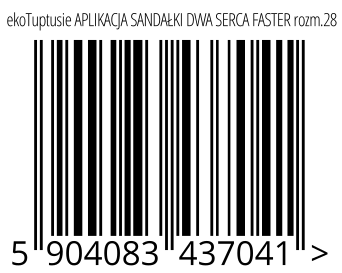 ekoTuptusie APLIKACJA SANDAŁKI DWA SERCA FASTER rozm.28
5 904083 437041 >